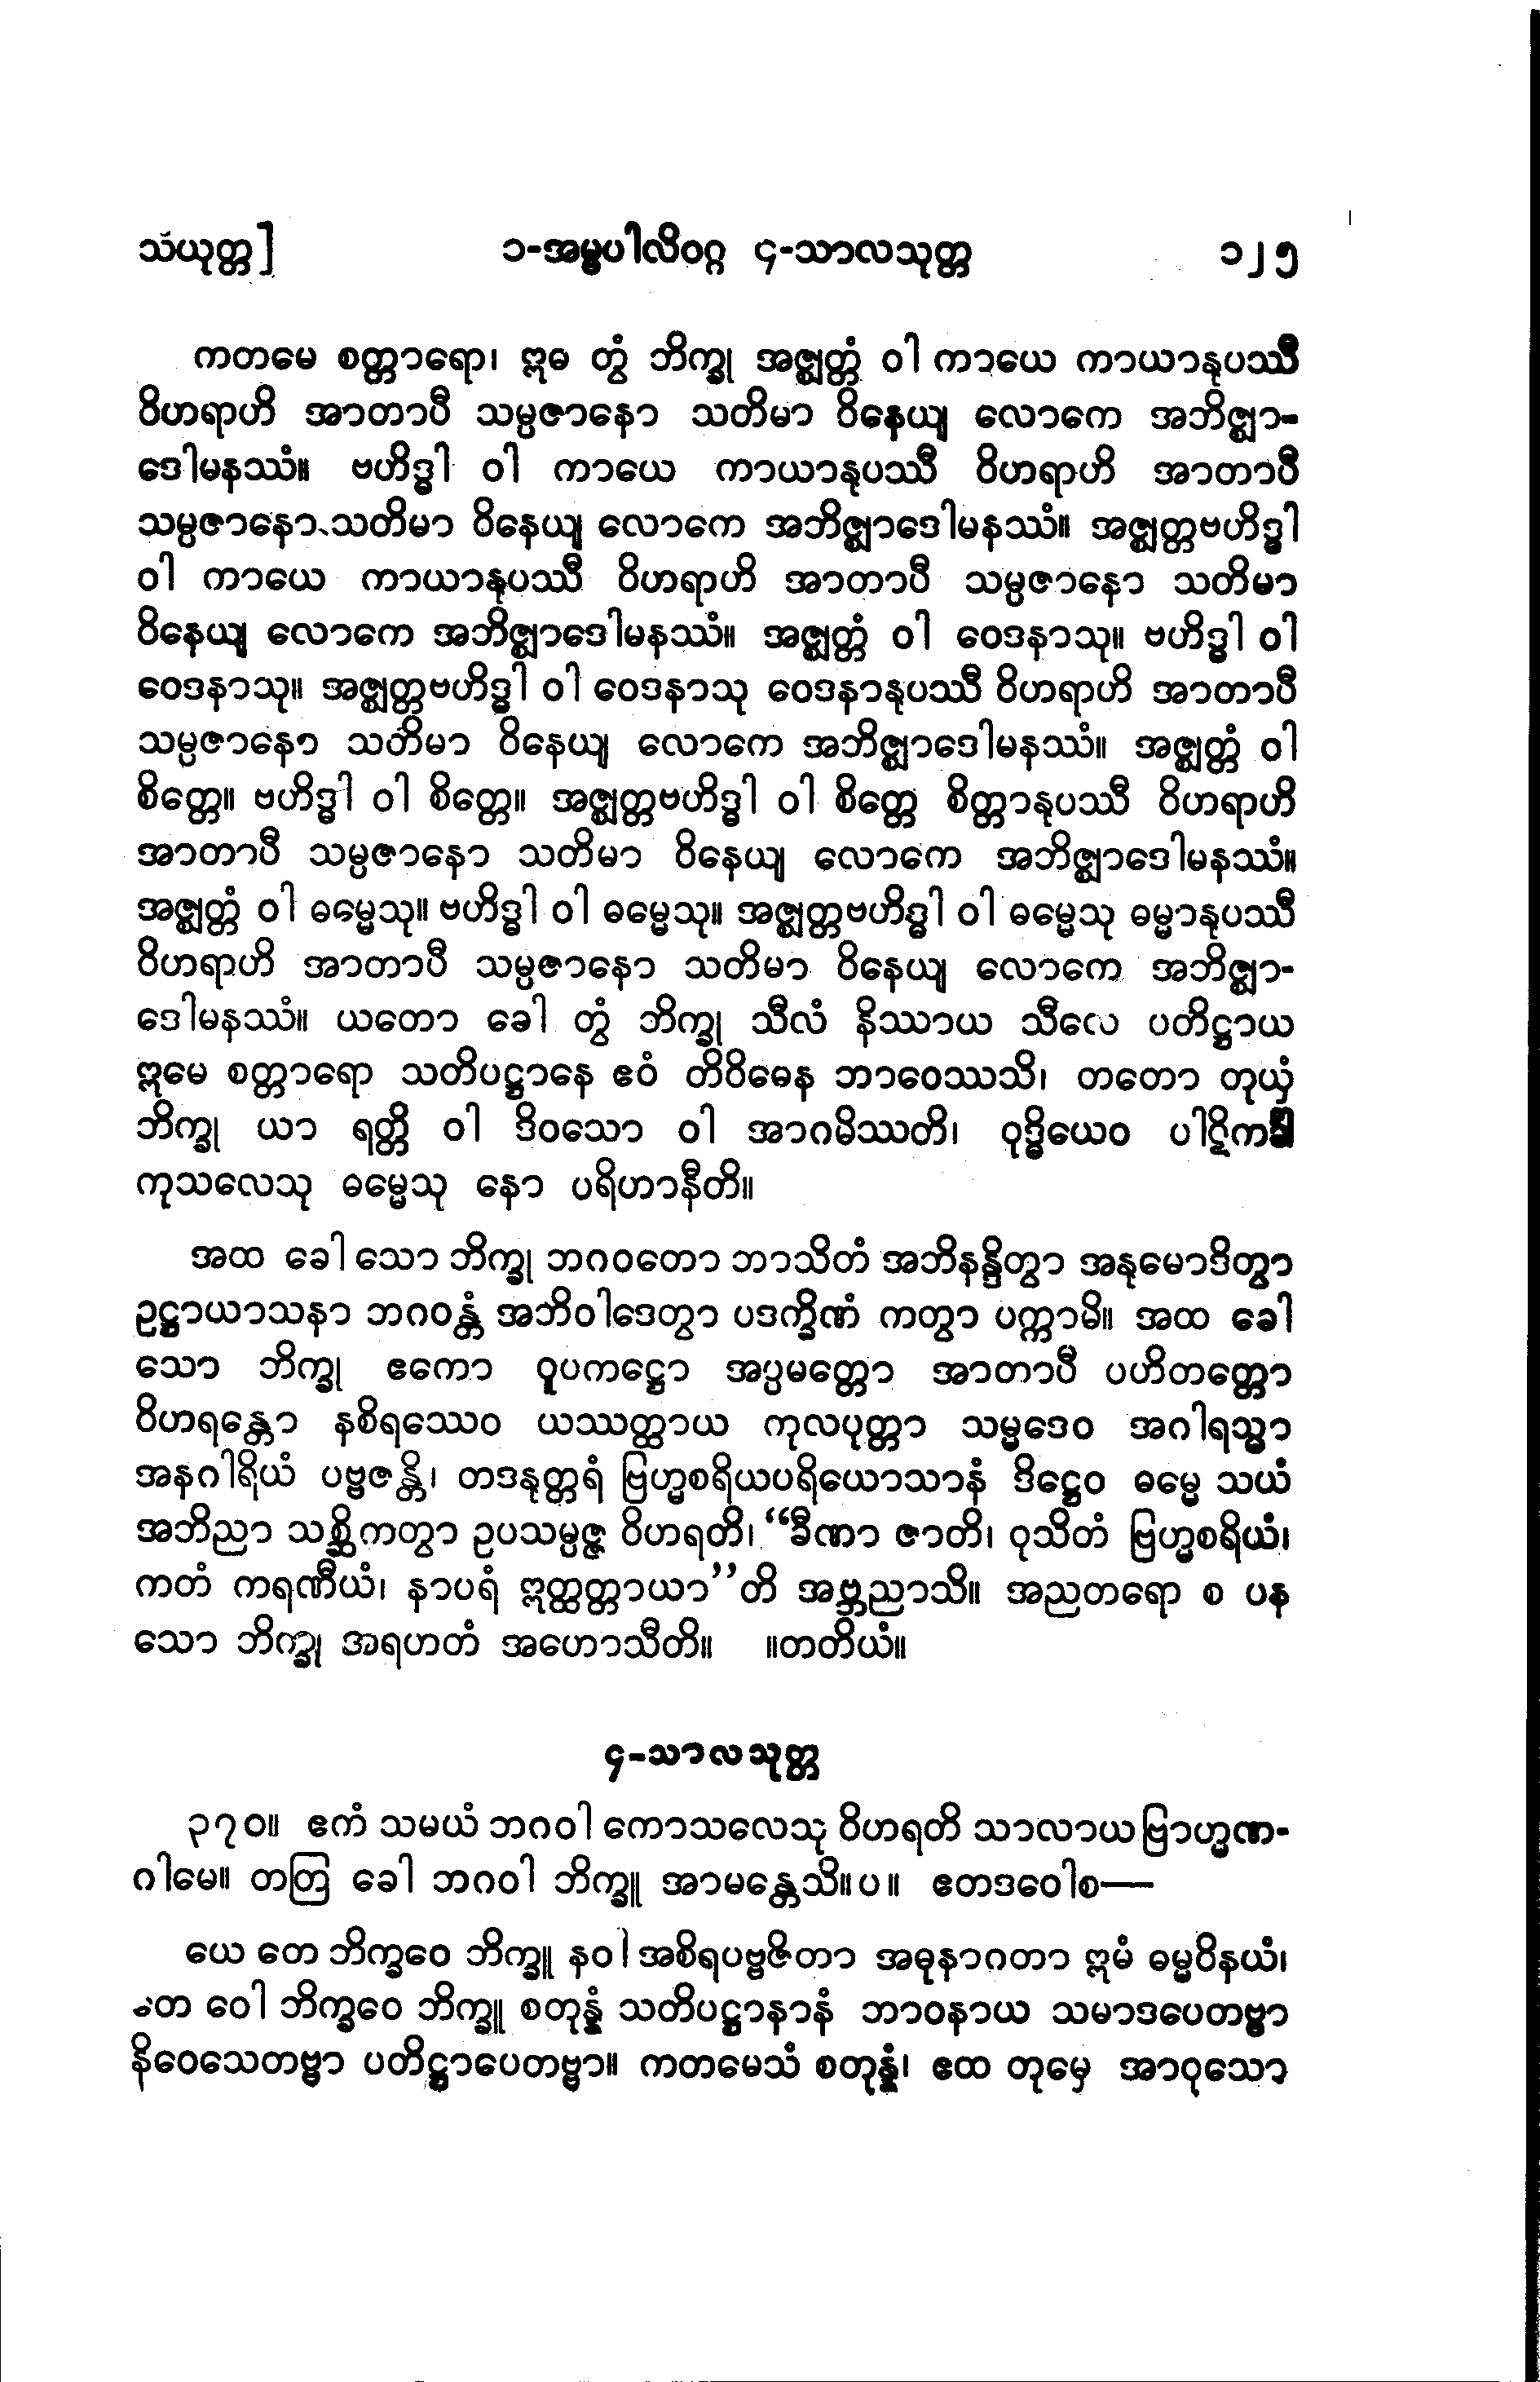 သံယုတ္တ] ၁-အမ္ဗပါလိဝဂ္ဂ ၄-သာလသုတ္တ ၁၂၅
ကတမေ စတ္တာရော၊ ဣဓ တွံ ဘိက္ခု အဇ္ဈတ္တံ ဝါ ကာယေ ကာယာနုပဿီ
ဝိဟရာဟိ အာတာပီ သမ္ပဇာနော သတိမာ ဝိနေယျ လောကေ အဘိဇ္ဈာ-
ဒေါမနဿံ။ ဗဟိဒ္ဓါ ဝါ ကာယေ ကာယာနုပဿီ ဝိဟရာဟိ အာတာပီ
သမ္ပဇာနော သတိမာ ဝိနေယျ လောကေ အဘိဇ္ဈာဒေါမနဿံ။ အဇ္ဈတ္တဗဟိဒ္ဓါ
ဝါ ကာယေ ကာယာနုပဿီ ဝိဟရာဟိ အာတာပီ သမ္ပဇာနော သတိမာ
ဝိနေယျ လောကေ အဘိဇ္ဈာဒေါမနဿံ။ အဇ္ဈတ္တံ ဝါ ဝေဒနာသု။ ဗဟိဒ္ဓါ ဝါ
ဝေဒနာသု။ အဇ္ဈတ္တဗဟိဒ္ဓါ ဝါ ဝေဒနာသု ဝေဒနာနုပဿီ ဝိဟရာဟိ အာတာပီ
သမ္ပဇာနော သတိမာ ဝိနေယျ လောကေ အဘိဇ္ဈာဒေါမနဿံ။ အဇ္ဈတ္တံ ဝါ
စိတ္တေ။ ဗဟိဒ္ဓါ ဝါ စိတ္တေ။ အဇ္ဈတ္တဗဟိဒ္ဓါ ဝါ စိတ္တေ စိတ္တာနုပဿီ ဝိဟရာဟိ
အာတာပီ သမ္ပဇာနော သတိမာ ဝိနေယျ လောကေ အဘိဇ္ဈာဒေါမနဿံ။
အဇ္ဈတ္တံ ဝါ ဓမ္မေသု။ ဗဟိဒ္ဓါ ဝါ ဓမ္မေသု။ အဇ္ဈတ္တဗဟိဒ္ဓါ ဝါ ဓမ္မေသု ဓမ္မာနုပဿီ
ဝိဟရာဟိ အာတာပီ သမ္ပဇာနော သတိမာ ဝိနေယျ လောကေ အဘိဇ္ဈာ-
ဒေါမနဿံ။ ယတော ခေါ တွံ ဘိက္ခု သီလံ နိဿာယ သီလေ ပတိဋ္ဌာယ
ဣမေ စတ္တာရော သတိပဋ္ဌာနေ ဧဝံ တိဝိဓေန ဘာဝေဿသိ၊ တတော တုယှံ
ဘိက္ခု ယာ ရတ္တိ ဝါ ဒိဝသော ဝါ အာဂမိဿတိ၊ ဝုဒ္ဓိယေဝ ပါဋိကင်္ခါ
ကုသလေသု ဓမ္မေသု နော ပရိဟာနီတိ။
အထ ခေါ သော ဘိက္ခု ဘဂဝတော ဘာသိတံ အဘိနန္ဒိတွာ အနုမောဒိတွာ
ဥဋ္ဌာယာသနာ ဘဂဝန္တံ အဘိဝါဒေတွာ ပဒက္ခိဏံ ကတွာ ပက္ကာမိ။ အထ ခေါ
သော ဘိက္ခု ဧကော ဝူပကဋ္ဌော အပ္ပမတ္တော အာတာပီ ပဟိတတ္တော
ဝိဟရန္တော နစိရဿေဝ ယဿတ္ထာယ ကုလပုတ္တာ သမ္မဒေဝ အဂါရသ္မာ
အနဂါရိယံ ပဗ္ဗဇန္တိ၊ တဒနုတ္တရံ ဗြဟ္မစရိယပရိယောသာနံ ဒိဋ္ဌေဝ ဓမ္မေ သယံ
အဘိညာ သစ္ဆိကတွာ ဥပသမ္ပဇ္ဇ ဝိဟရတိ၊ “ခီဏာ ဇာတိ၊ ဝုသိတံ ဗြဟ္မစရိယံ၊
ကတံ ကရဏီယံ၊ နာပရံ ဣတ္ထတ္တာယာ”တိ အဗ္ဘညာသိ။ အညတရော စ ပန
သော ဘိက္ခု အရဟတံ အဟောသီတိ။ ။တတိယံ။
၄-သာလသုတ္တ
၃၇၀။ ဧကံ သမယံ ဘဂဝါ ကောသလေသု ဝိဟရတိ သာလာယ ဗြာဟ္မဏ-
ဂါမေ။ တတြ ခေါ ဘဂဝါ ဘိက္ခူ အာမန္တေသိ။ပ။ ဧတဒဝေါစ—
ယေ တေ ဘိက္ခဝေ ဘိက္ခူ နဝါ အစိရပဗ္ဗဇိတာ အဓုနာဂတာ ဣမံ ဓမ္မဝိနယံ၊
တေ ဝေါ ဘိက္ခဝေ ဘိက္ခူ စတုန္နံ သတိပဋ္ဌာနာနံ ဘာဝနာယ သမာဒပေတဗ္ဗာ
နိဝေသေတဗ္ဗာ ပတိဋ္ဌာပေတဗ္ဗာ။ ကတမေသံ စတုန္နံ၊ ဧထ တုမှေ အာဝုသော